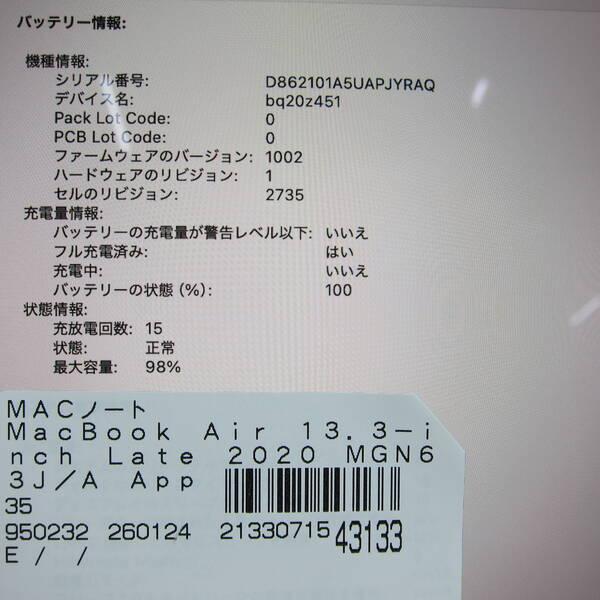 バッテリー情報:
機種情報:
シリアル番号: D862101A5UAPJYRAQ
デバイス名: bq20z451
Pack Lot Code: 0
PCB Lot Code: 0
ファームウェアのバージョン: 1002
ハードウェアのリビジョン: 1
セルのリビジョン: 2735
充電量情報:
バッテリーの充電量が警告レベル以下: いいえ
フル充電済み: はい
充電中: いいえ
バッテリーの状態 (%): 100
状態情報:
充放電回数: 15
状態: 正常
最大容量: 98%
MACノート
MacBook Air 13.3-i
nch Late 2020 MGN6
3J/A App
35
950232 260124 21330715 43133
E/ /